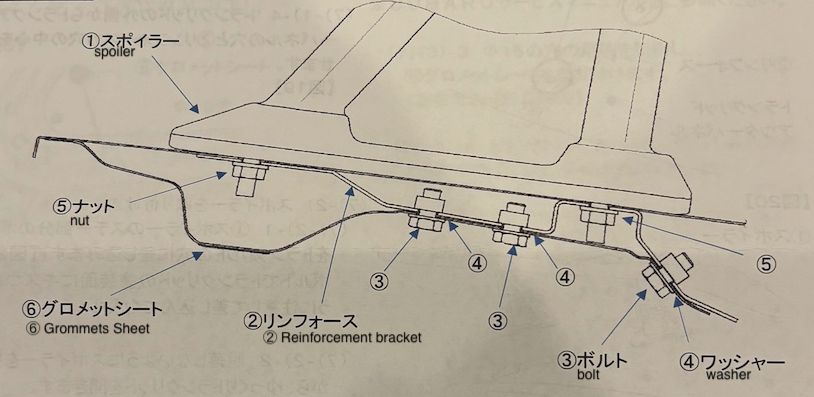 ①スポイラー
spoiler
⑤ナット
nut
③
④
④
⑤
③
⑥グロメットシート
⑥ Grommets Sheet
②リンフォース
② Reinforcement bracket
③ボルト
bolt
④ワッシャー
washer